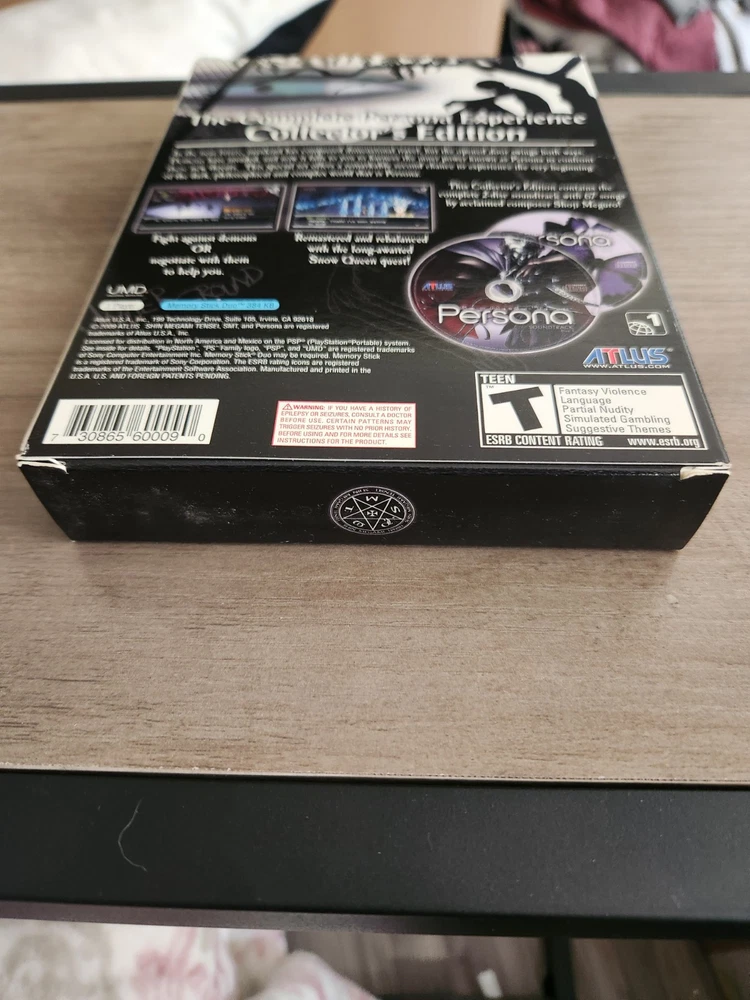 The Complete Persona Experience
Collector's Edition
This Collector's Edition contains the
complete 2-disc soundtrack with 67 songs
by acclaimed composer Shoji Meguro!
Fight against demons
OR
negotiate with them
to help you.
Remastered and rebalanced
with the long-awaited
Snow Queen quest!
sona
ATLUS
Persona
SOUNDTRACK
UMD
Memory Stick Duo™
1
Atlus U.S.A., Inc., 199 Technology Drive, Suite 105, Irvine, CA 92618
© 2009 ATLUS SHIN MEGAMI TENSEI, SMT, and Persona are registered
trademarks of Atlus U.S.A., Inc.
Licensed for distribution in North America and Mexico on the PSP® (PlayStation®Portable) system.
See inside for details. "PlayStation", "PS" Family logo, "PSP", and "UMD" are registered trademarks
of Sony Computer Entertainment Inc. Memory Stick™ Duo may be required. Memory Stick
is a registered trademark of Sony Corporation. The ESRB rating icons are registered
trademarks of the Entertainment Software Association. Manufactured and printed in the
U.S.A. U.S. AND FOREIGN PATENTS PENDING.
ATLUS
WWW.ATLUS.COM
7 30865 60009 0
WARNING: IF YOU HAVE A HISTORY OF
EPILEPSY OR SEIZURES, CONSULT A DOCTOR
BEFORE USE. CERTAIN PATTERNS MAY
TRIGGER SEIZURES WITH NO PRIOR HISTORY.
BEFORE USING AND FOR MORE DETAILS SEE
INSTRUCTIONS FOR THE PRODUCT.
TEEN
T
Fantasy Violence
Language
Partial Nudity
Simulated Gambling
Suggestive Themes
ESRB CONTENT RATING www.esrb.org